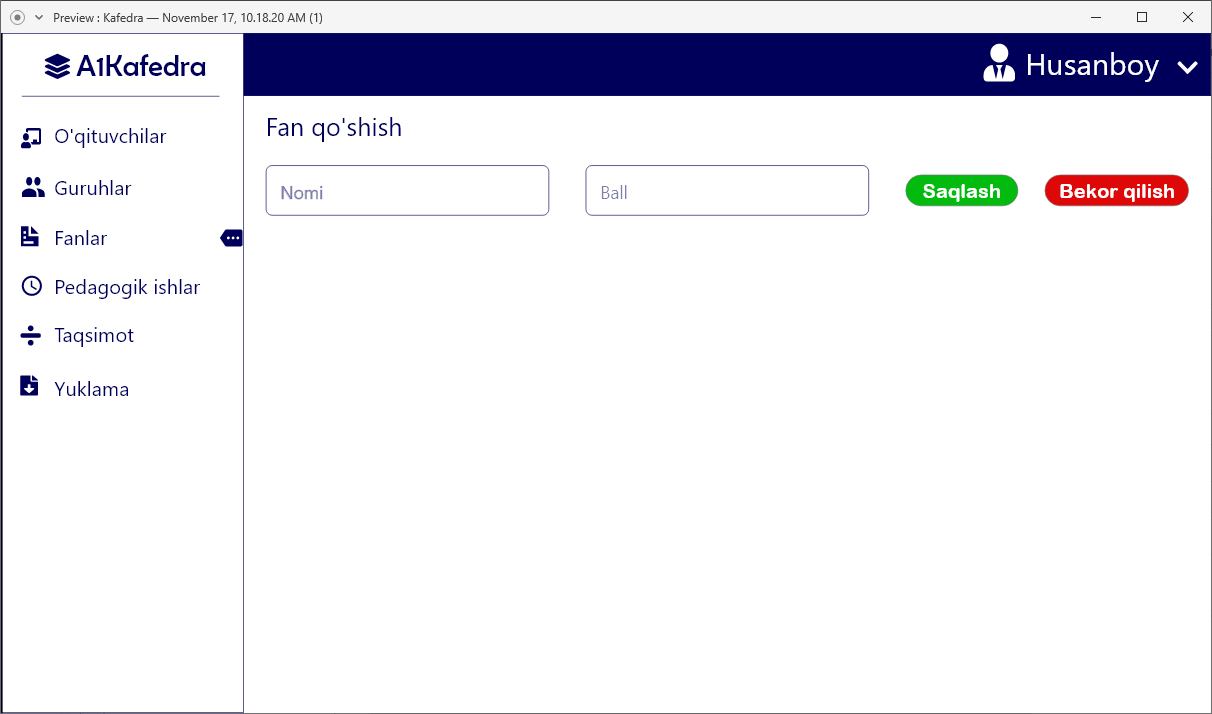 Preview : Kafedra — November 17, 10.18.20 AM (1)
A1Kafedra
Husanboy
O'qituvchilar
Guruhlar
Fanlar
Pedagogik ishlar
Taqsimot
Yuklama
Fan qo'shish
Nomi
Ball
Saqlash
Bekor qilish